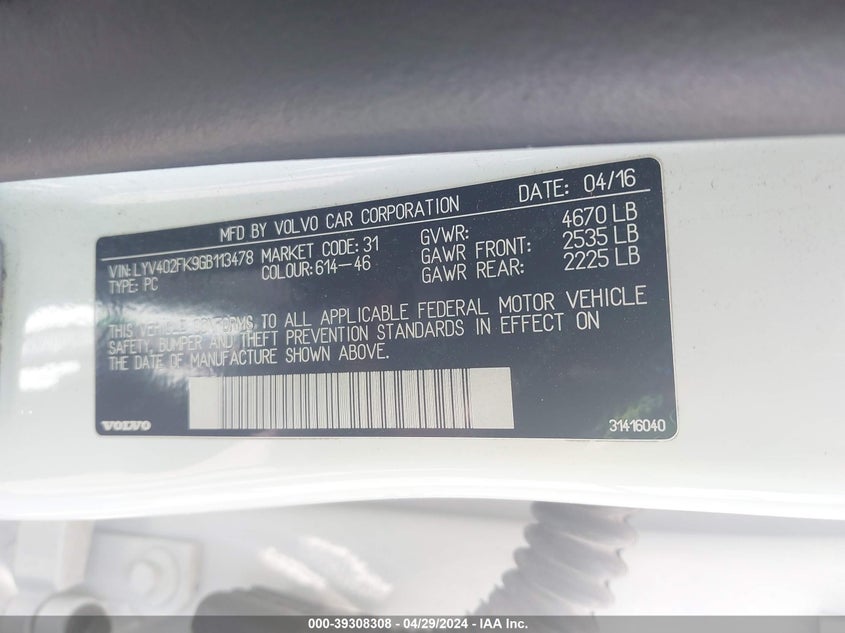 MFD BY VOLVO CAR CORPORATION DATE: 04/16
VIN: LYV402FK9GB113478 MARKET CODE: 31 GVWR: 4670 LB
TYPE: PC COLOUR: 614-46 GAWR FRONT: 2535 LB
GAWR REAR: 2225 LB
THIS VEHICLE CONFORMS TO ALL APPLICABLE FEDERAL MOTOR VEHICLE
SAFETY, BUMPER AND THEFT PREVENTION STANDARDS IN EFFECT ON
THE DATE OF MANUFACTURE SHOWN ABOVE.
VOLVO 31416040
000-39308308 - 04/29/2024 - IAA Inc.